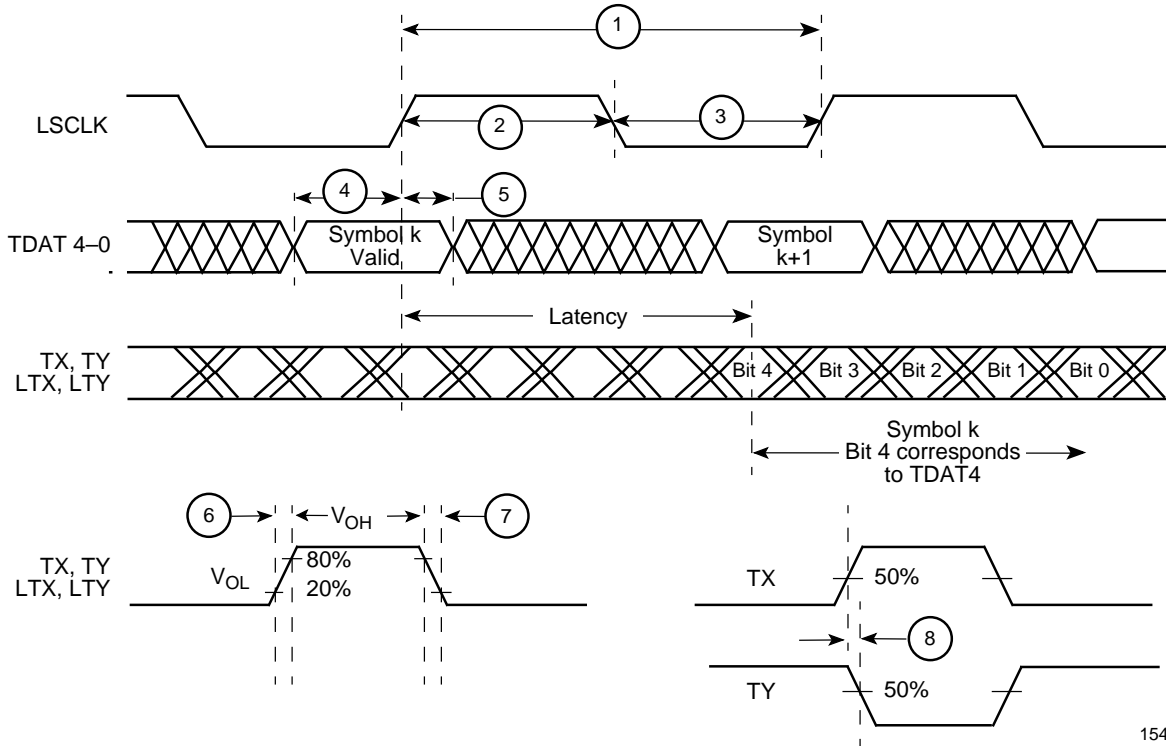 1
LSCLK
2
3
4
5
TDAT 4–0
Symbol k
Valid
Symbol
k+1
Latency
TX, TY
LTX, LTY
Bit 4
Bit 3
Bit 2
Bit 1
Bit 0
Symbol k
Bit 4 corresponds
to TDAT4
6
VOH
7
TX, TY
LTX, LTY
VOL
80%
20%
TX
50%
8
TY
50%
154